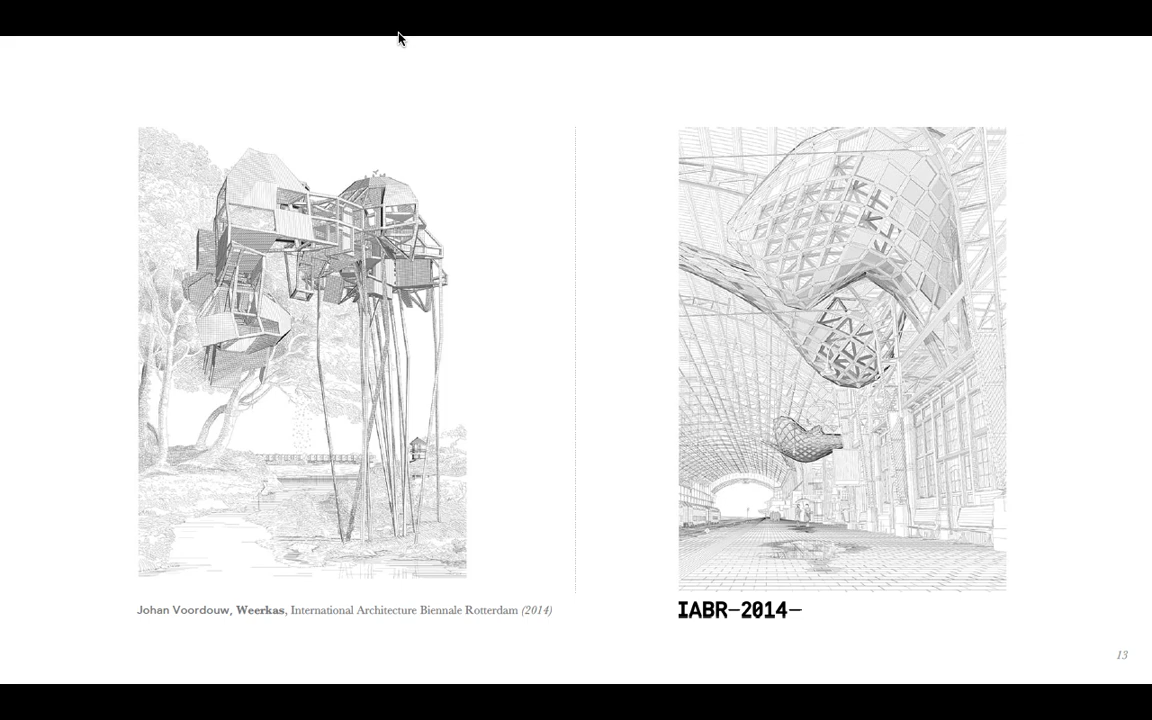 Johan Voordouw, Weerkas, International Architecture Biennale Rotterdam (2014)
IABR—2014—
13